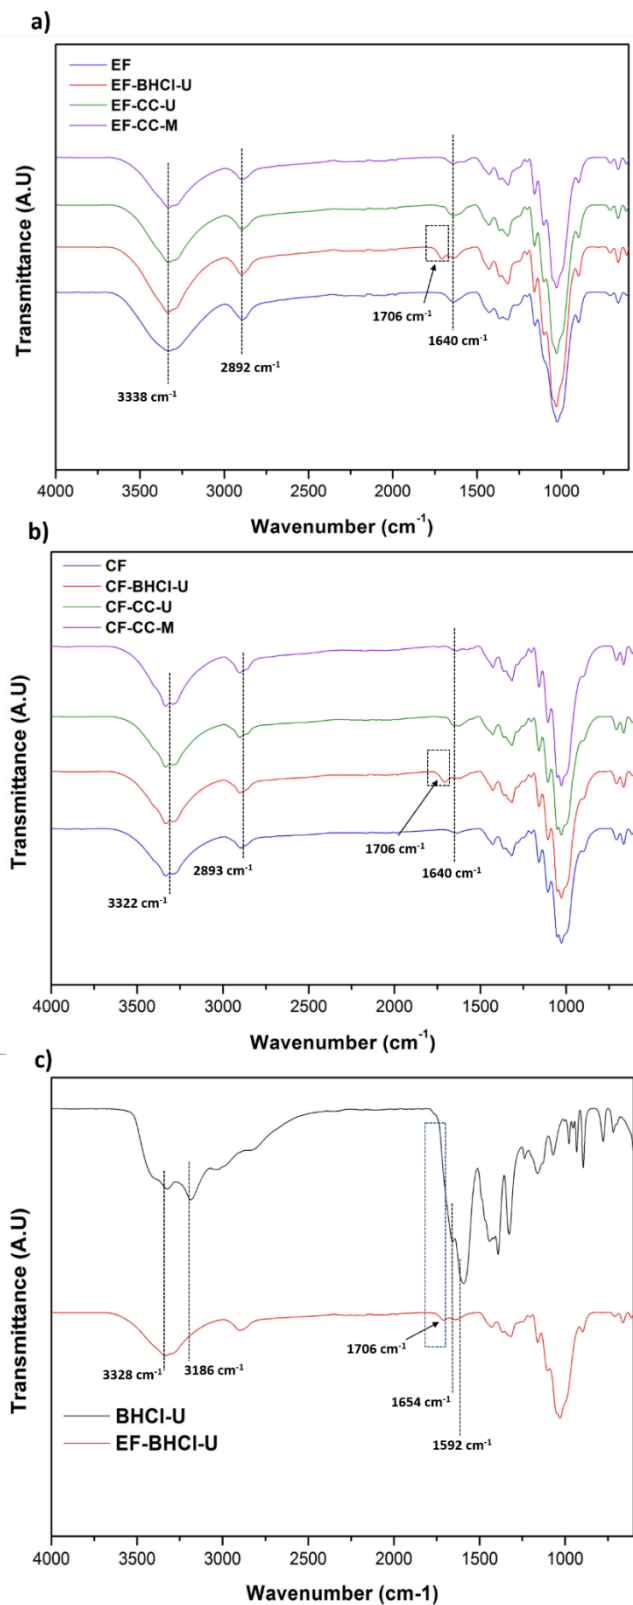 a)
EF
EF-BHCl-U
EF-CC-U
EF-CC-M
Transmittance (A.U)
1706 cm-1
1640 cm-1
2892 cm-1
3338 cm-1
4000 3500 3000 2500 2000 1500 1000
Wavenumber (cm-1)
b)
CF
CF-BHCl-U
CF-CC-U
CF-CC-M
Transmittance (A.U)
1706 cm-1
2893 cm-1
1640 cm-1
3322 cm-1
4000 3500 3000 2500 2000 1500 1000
Wavenumber (cm-1)
c)
Transmittance (A.U)
1706 cm-1
3328 cm-1
3186 cm-1
1654 cm-1
1592 cm-1
BHCl-U
EF-BHCl-U
4000 3500 3000 2500 2000 1500 1000
Wavenumber (cm-1)